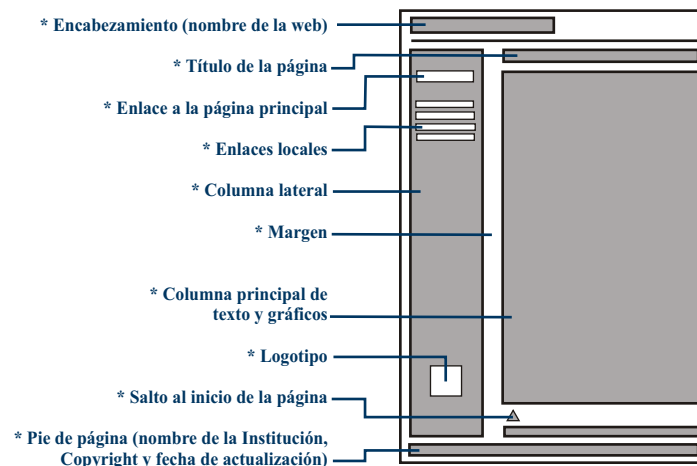 * Encabezamiento (nombre de la web)
* Título de la página
* Enlace a la página principal
* Enlaces locales
* Columna lateral
* Margen
* Columna principal de
texto y gráficos
* Logotipo
* Salto al inicio de la página
* Pie de página (nombre de la Institución,
Copyright y fecha de actualización)